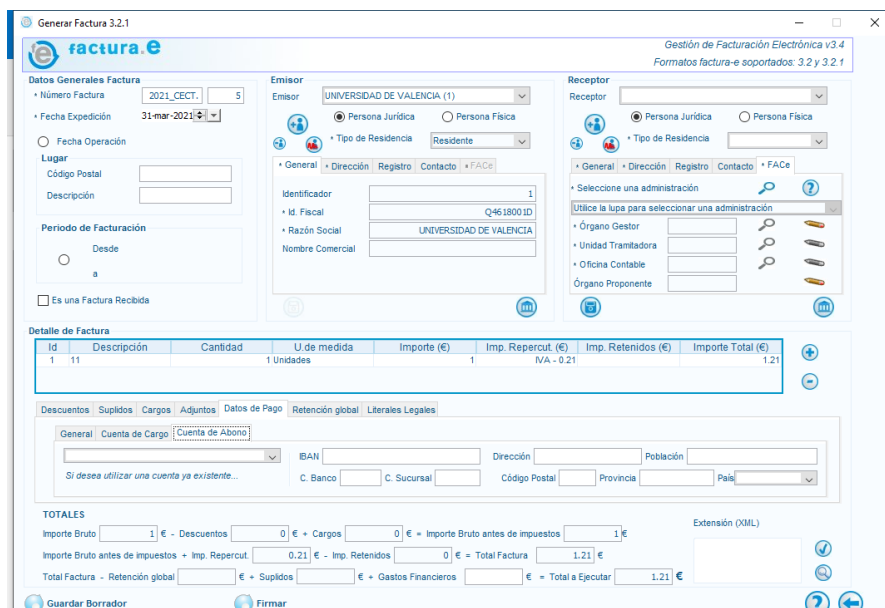 Generar Factura 3.2.1
factura.e
Gestión de Facturación Electrónica v3.4
Formatos factura-e soportados: 3.2 y 3.2.1
Datos Generales Factura
* Número Factura 2021_CECT. 5
* Fecha Expedición 31-mar-2021
Fecha Operación
Lugar
Código Postal
Descripción
Periodo de Facturación
Desde
a
Es una Factura Recibida
Emisor
Emisor UNIVERSIDAD DE VALENCIA (1)
Persona Jurídica Persona Física
* Tipo de Residencia Residente
* General * Dirección Registro Contacto * FACe
Identificador 1
* Id. Fiscal Q4618001D
* Razón Social UNIVERSIDAD DE VALENCIA
Nombre Comercial
Receptor
Receptor
Persona Jurídica Persona Física
* Tipo de Residencia
* General * Dirección Registro Contacto * FACe
* Seleccione una administración
Utilice la lupa para seleccionar una administración
* Órgano Gestor
* Unidad Tramitadora
* Oficina Contable
Órgano Proponente
Detalle de Factura
Id Descripción Cantidad U.de medida Importe (€) Imp. Repercut. (€) Imp. Retenidos (€) Importe Total (€)
1 11 1 Unidades 1 IVA - 0.21 1.21
Descuentos Suplidos Cargos Adjuntos Datos de Pago Retención global Literales Legales
General Cuenta de Cargo Cuenta de Abono
IBAN Dirección Población
Si desea utilizar una cuenta ya existente... C. Banco C. Sucursal Código Postal Provincia País
TOTALES
Importe Bruto 1 € - Descuentos 0 € + Cargos 0 € = Importe Bruto antes de impuestos 1 €
Importe Bruto antes de impuestos + Imp. Repercut. 0.21 € - Imp. Retenidos 0 € = Total Factura 1.21 €
Total Factura - Retención global € + Suplidos € + Gastos Financieros € = Total a Ejecutar 1.21 €
Extensión (XML)
Guardar Borrador
Firmar